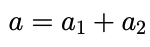 a = a₁ + a₂